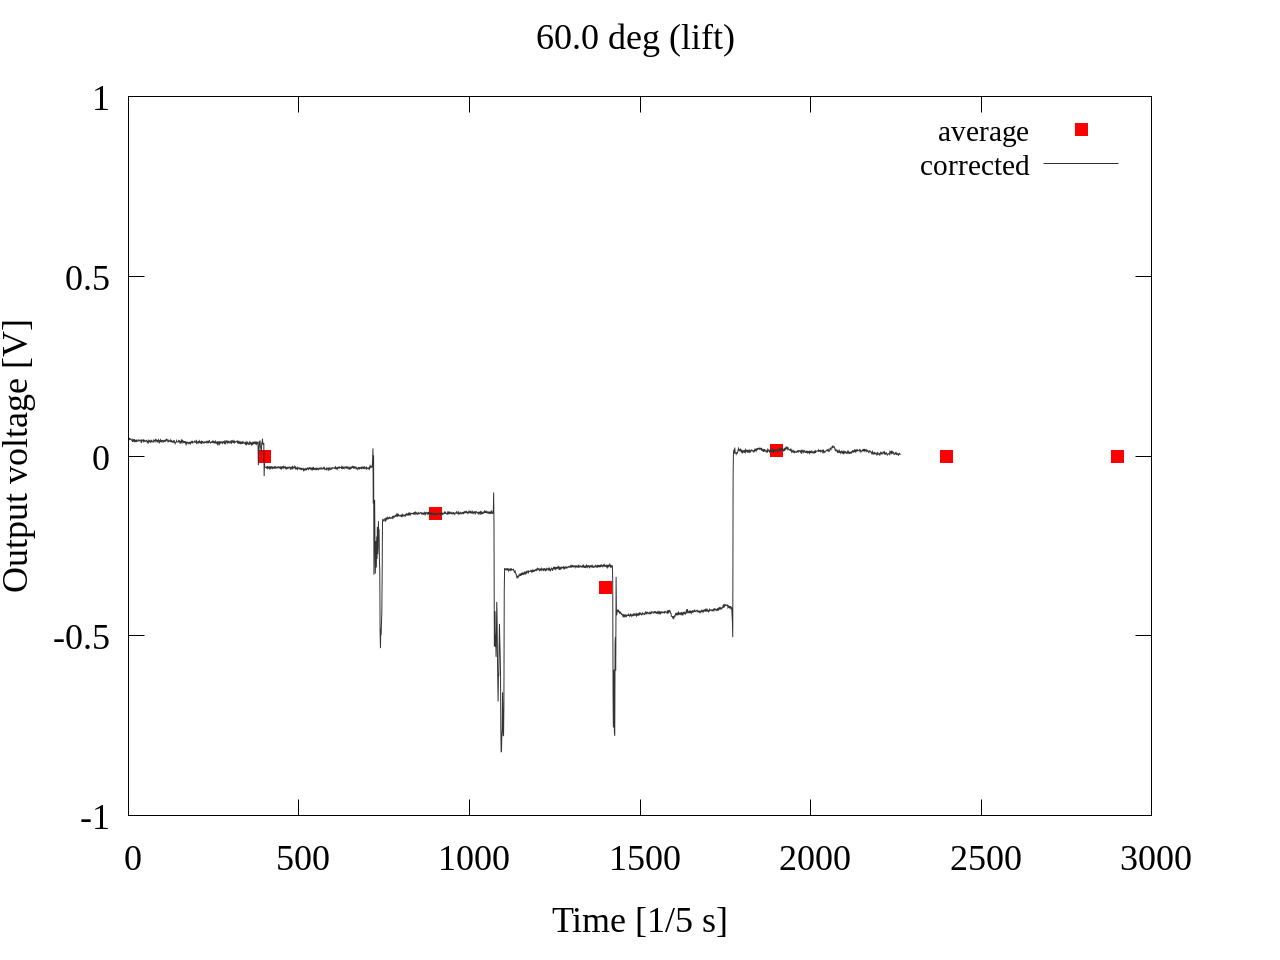 60.0 deg (lift)
average
corrected
1
0.5
0
-0.5
-1
Output voltage [V]
0 500 1000 1500 2000 2500 3000
Time [1/5 s]